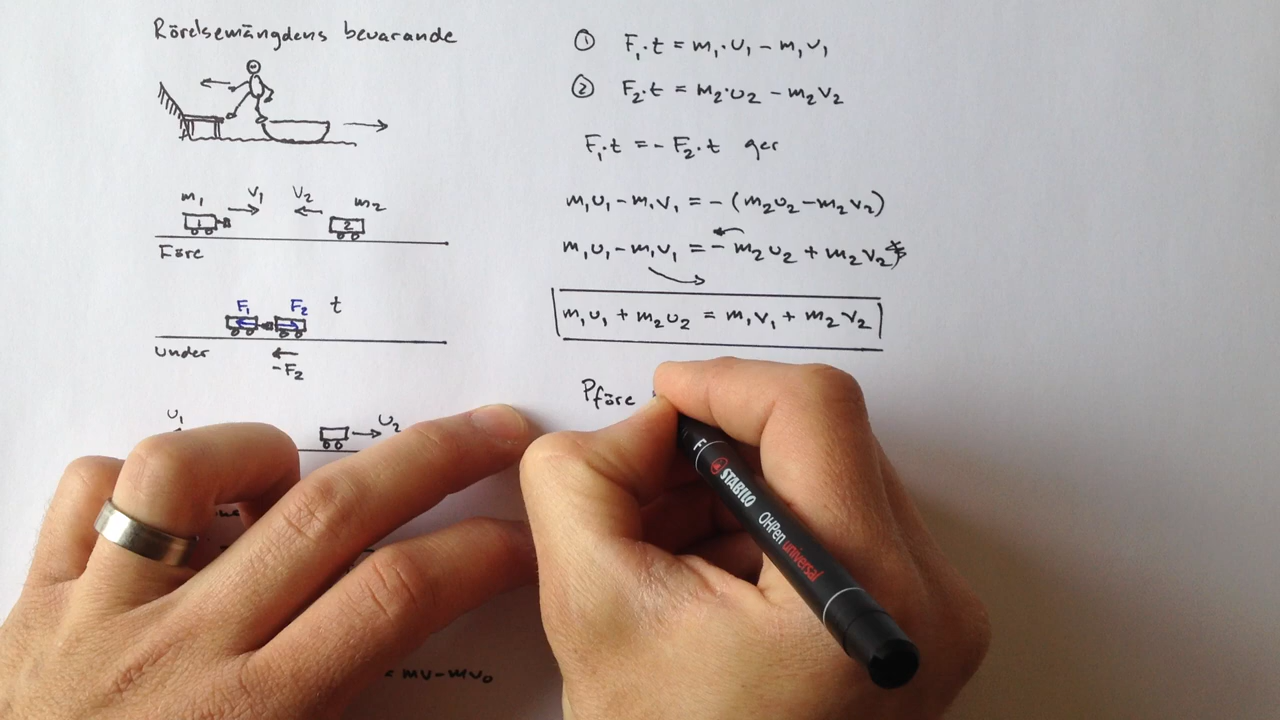 Rörelsemängdens bevarande
m₁ v₁ v₂ m₂
1 2
Före
F₁ F₂ t
under
-F₂
u₁ u₂
= mv-mv₀
① F₁·t = m₁·u₁ - m₁v₁
② F₂·t = m₂·u₂ - m₂v₂
F₁·t = - F₂·t ger
m₁u₁ - m₁v₁ = - (m₂u₂ - m₂v₂)
m₁u₁ - m₁v₁ = - m₂u₂ + m₂v₂
m₁u₁ + m₂u₂ = m₁v₁ + m₂v₂
Pföre
F STABILO OHPen universal